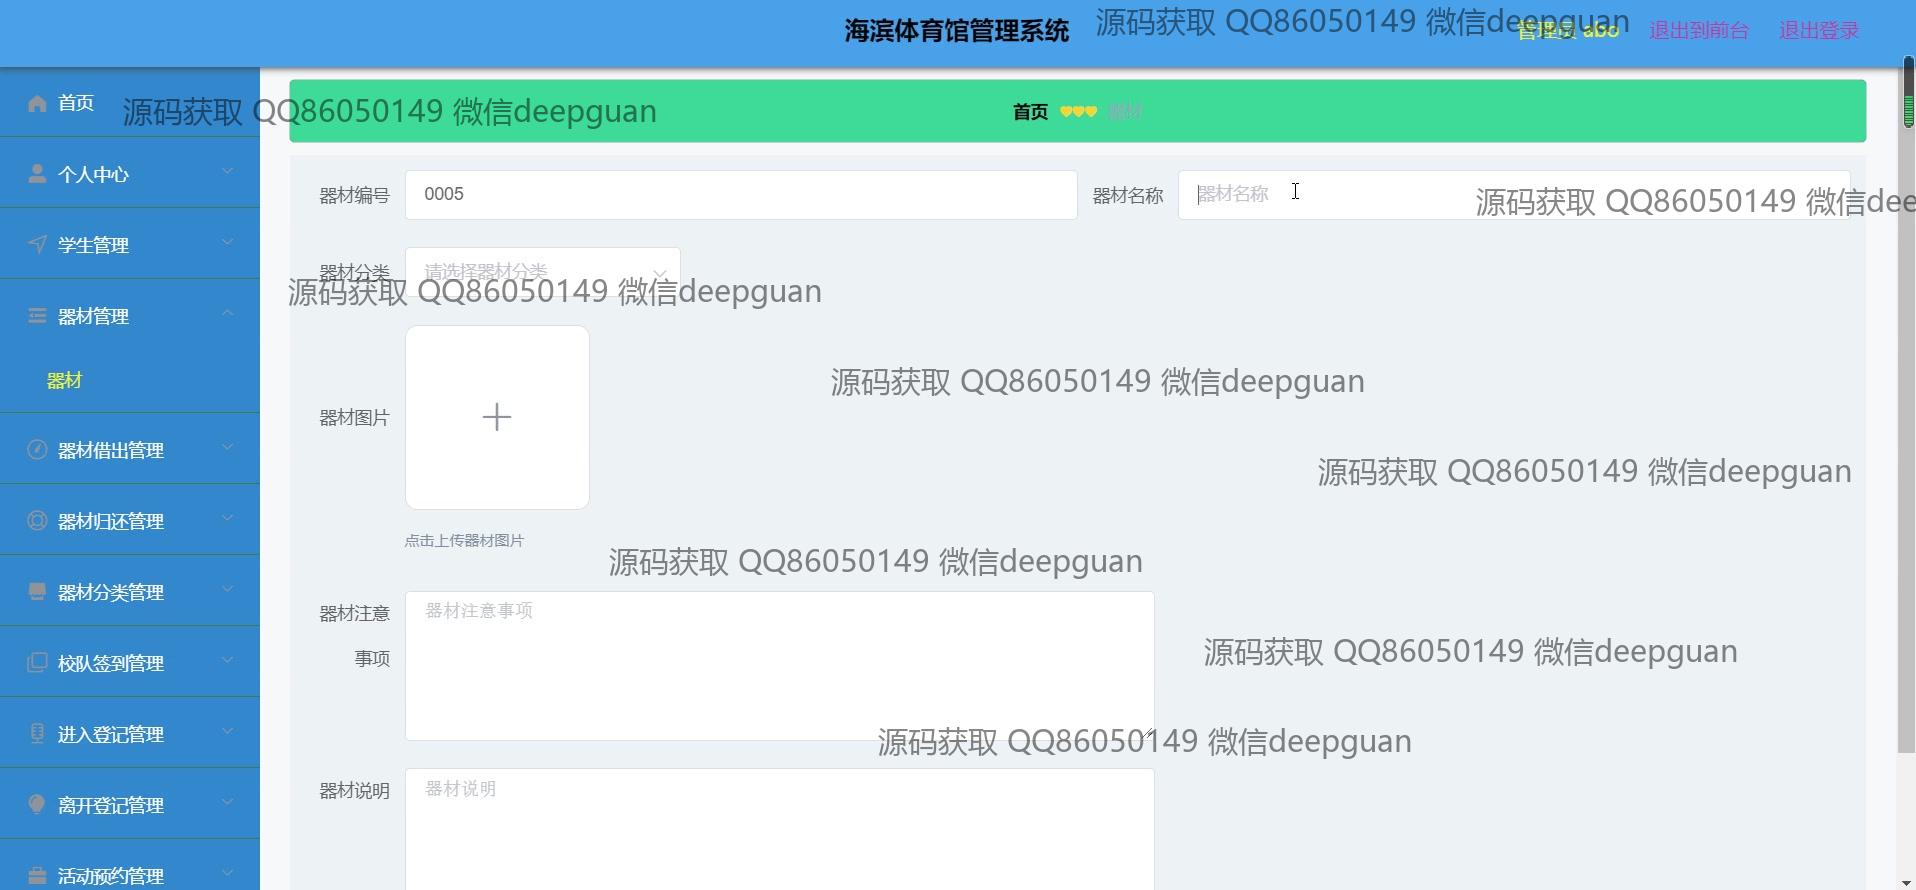 海滨体育馆管理系统
源码获取 QQ86050149 微信deepguan
管理员 abo
退出到前台
退出登录
首页
源码获取 QQ86050149 微信deepguan
首页
器材
个人中心
学生管理
器材管理
器材
器材借出管理
器材归还管理
器材分类管理
校队签到管理
进入登记管理
离开登记管理
活动预约管理
器材编号
0005
器材名称
器材名称
源码获取 QQ86050149 微信dee
器材分类
请选择器材分类
源码获取 QQ86050149 微信deepguan
源码获取 QQ86050149 微信deepguan
器材图片
源码获取 QQ86050149 微信deepguan
点击上传器材图片
源码获取 QQ86050149 微信deepguan
器材注意
事项
器材注意事项
源码获取 QQ86050149 微信deepguan
源码获取 QQ86050149 微信deepguan
器材说明
器材说明